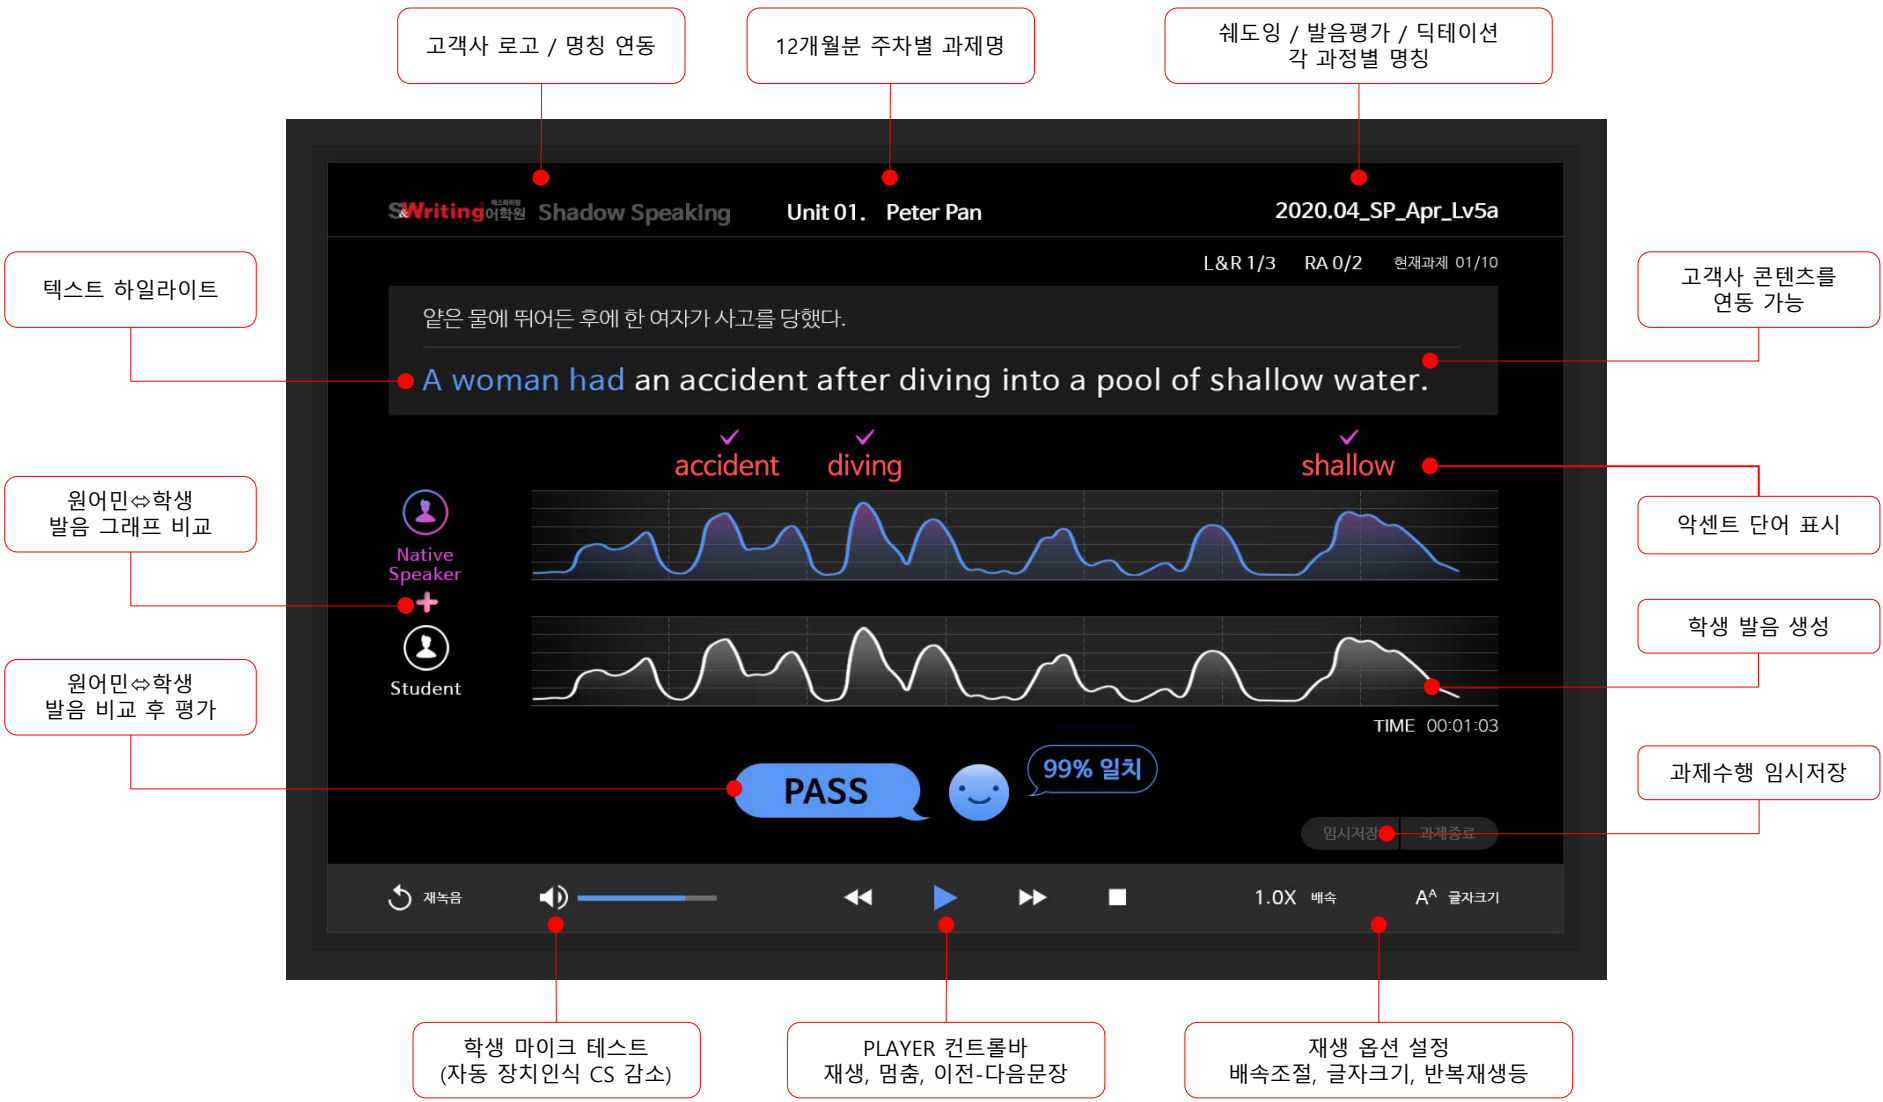 고객사 로고 / 명칭 연동
12개월분 주차별 과제명
쉐도잉 / 발음평가 / 딕테이션
각 과정별 명칭
S&Writing 에스라이팅 어학원 Shadow Speaking
Unit 01. Peter Pan
2020.04_SP_Apr_Lv5a
L&R 1/3 RA 0/2 현재과제 01/10
텍스트 하일라이트
고객사 콘텐츠를
연동 가능
얕은 물에 뛰어든 후에 한 여자가 사고를 당했다.
A woman had an accident after diving into a pool of shallow water.
accident diving shallow
원어민⇔학생
발음 그래프 비교
악센트 단어 표시
Native
Speaker
학생 발음 생성
Student
원어민⇔학생
발음 비교 후 평가
TIME 00:01:03
PASS
99% 일치
과제수행 임시저장
임시저장 과제종료
재녹음
1.0X 배속
AA 글자크기
학생 마이크 테스트
(자동 장치인식 CS 감소)
PLAYER 컨트롤바
재생, 멈춤, 이전-다음문장
재생 옵션 설정
배속조절, 글자크기, 반복재생등